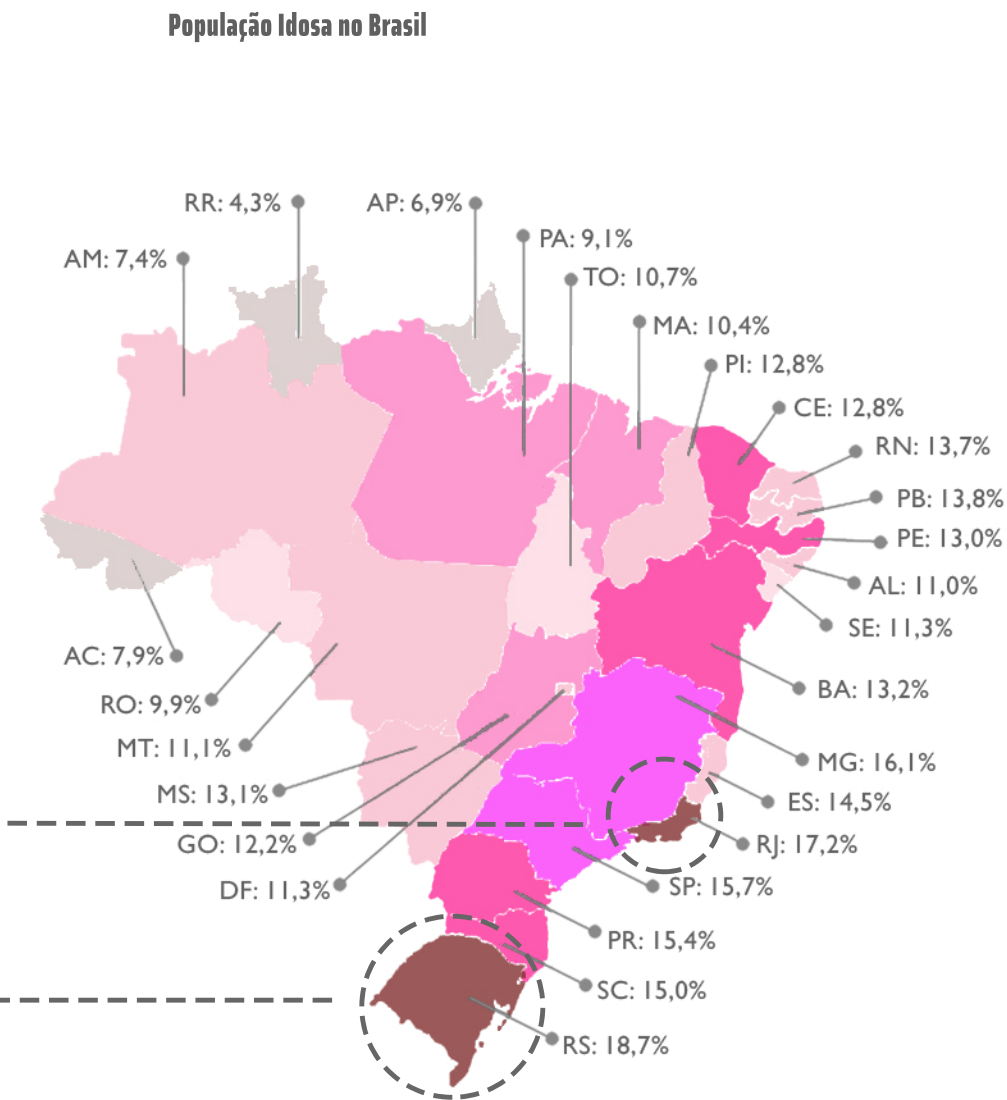 População Idosa no Brasil
RR: 4,3%
AP: 6,9%
PA: 9,1%
AM: 7,4%
TO: 10,7%
MA: 10,4%
PI: 12,8%
CE: 12,8%
RN: 13,7%
PB: 13,8%
PE: 13,0%
AL: 11,0%
SE: 11,3%
AC: 7,9%
BA: 13,2%
RO: 9,9%
MT: 11,1%
MG: 16,1%
MS: 13,1%
ES: 14,5%
GO: 12,2%
RJ: 17,2%
DF: 11,3%
SP: 15,7%
PR: 15,4%
SC: 15,0%
RS: 18,7%